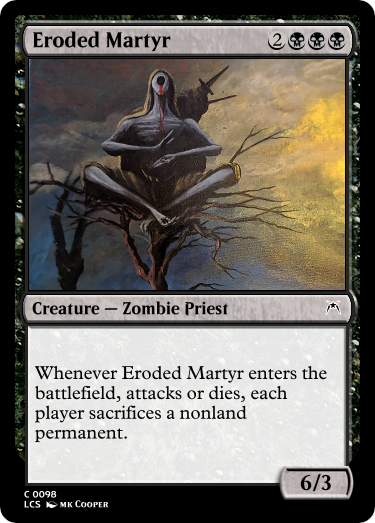 Eroded Martyr 2
Creature — Zombie Priest
Whenever Eroded Martyr enters the
battlefield, attacks or dies, each
player sacrifices a nonland
permanent.
6/3
C 0098
LCS MK Cooper